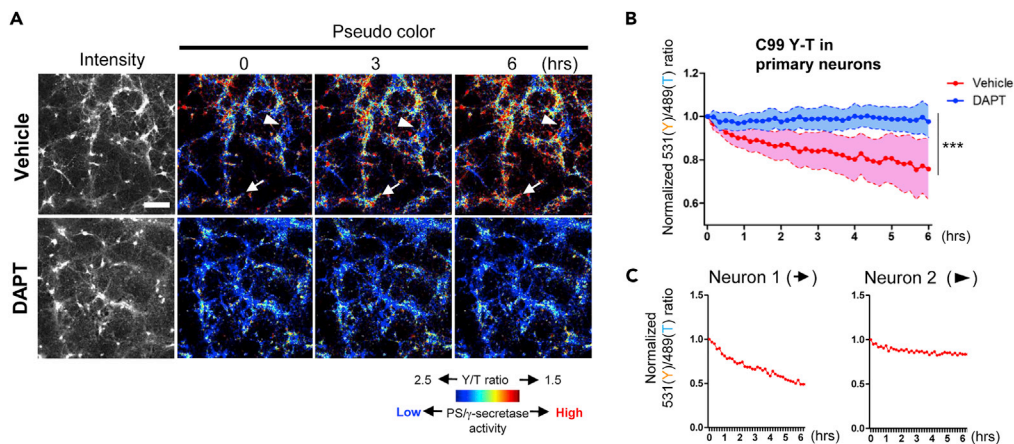 A
Pseudo color
Intensity
0
3
6
(hrs)
Vehicle
DAPT
2.5 ← Y/T ratio → 1.5
Low ← PS/γ-secretase activity → High
B
C99 Y-T in
primary neurons
Vehicle
DAPT
Normalized 531(Y)/489(T) ratio
1.2
1.0
0.8
0.6
0 1 2 3 4 5 6 (hrs)
***
C
Neuron 1 (➔)
Neuron 2 (►)
Normalized
531(Y)/489(T) ratio
1.5
1.0
0.5
0.0
0 1 2 3 4 5 6 (hrs)
1.5
1.0
0.5
0.0
0 1 2 3 4 5 6 (hrs)